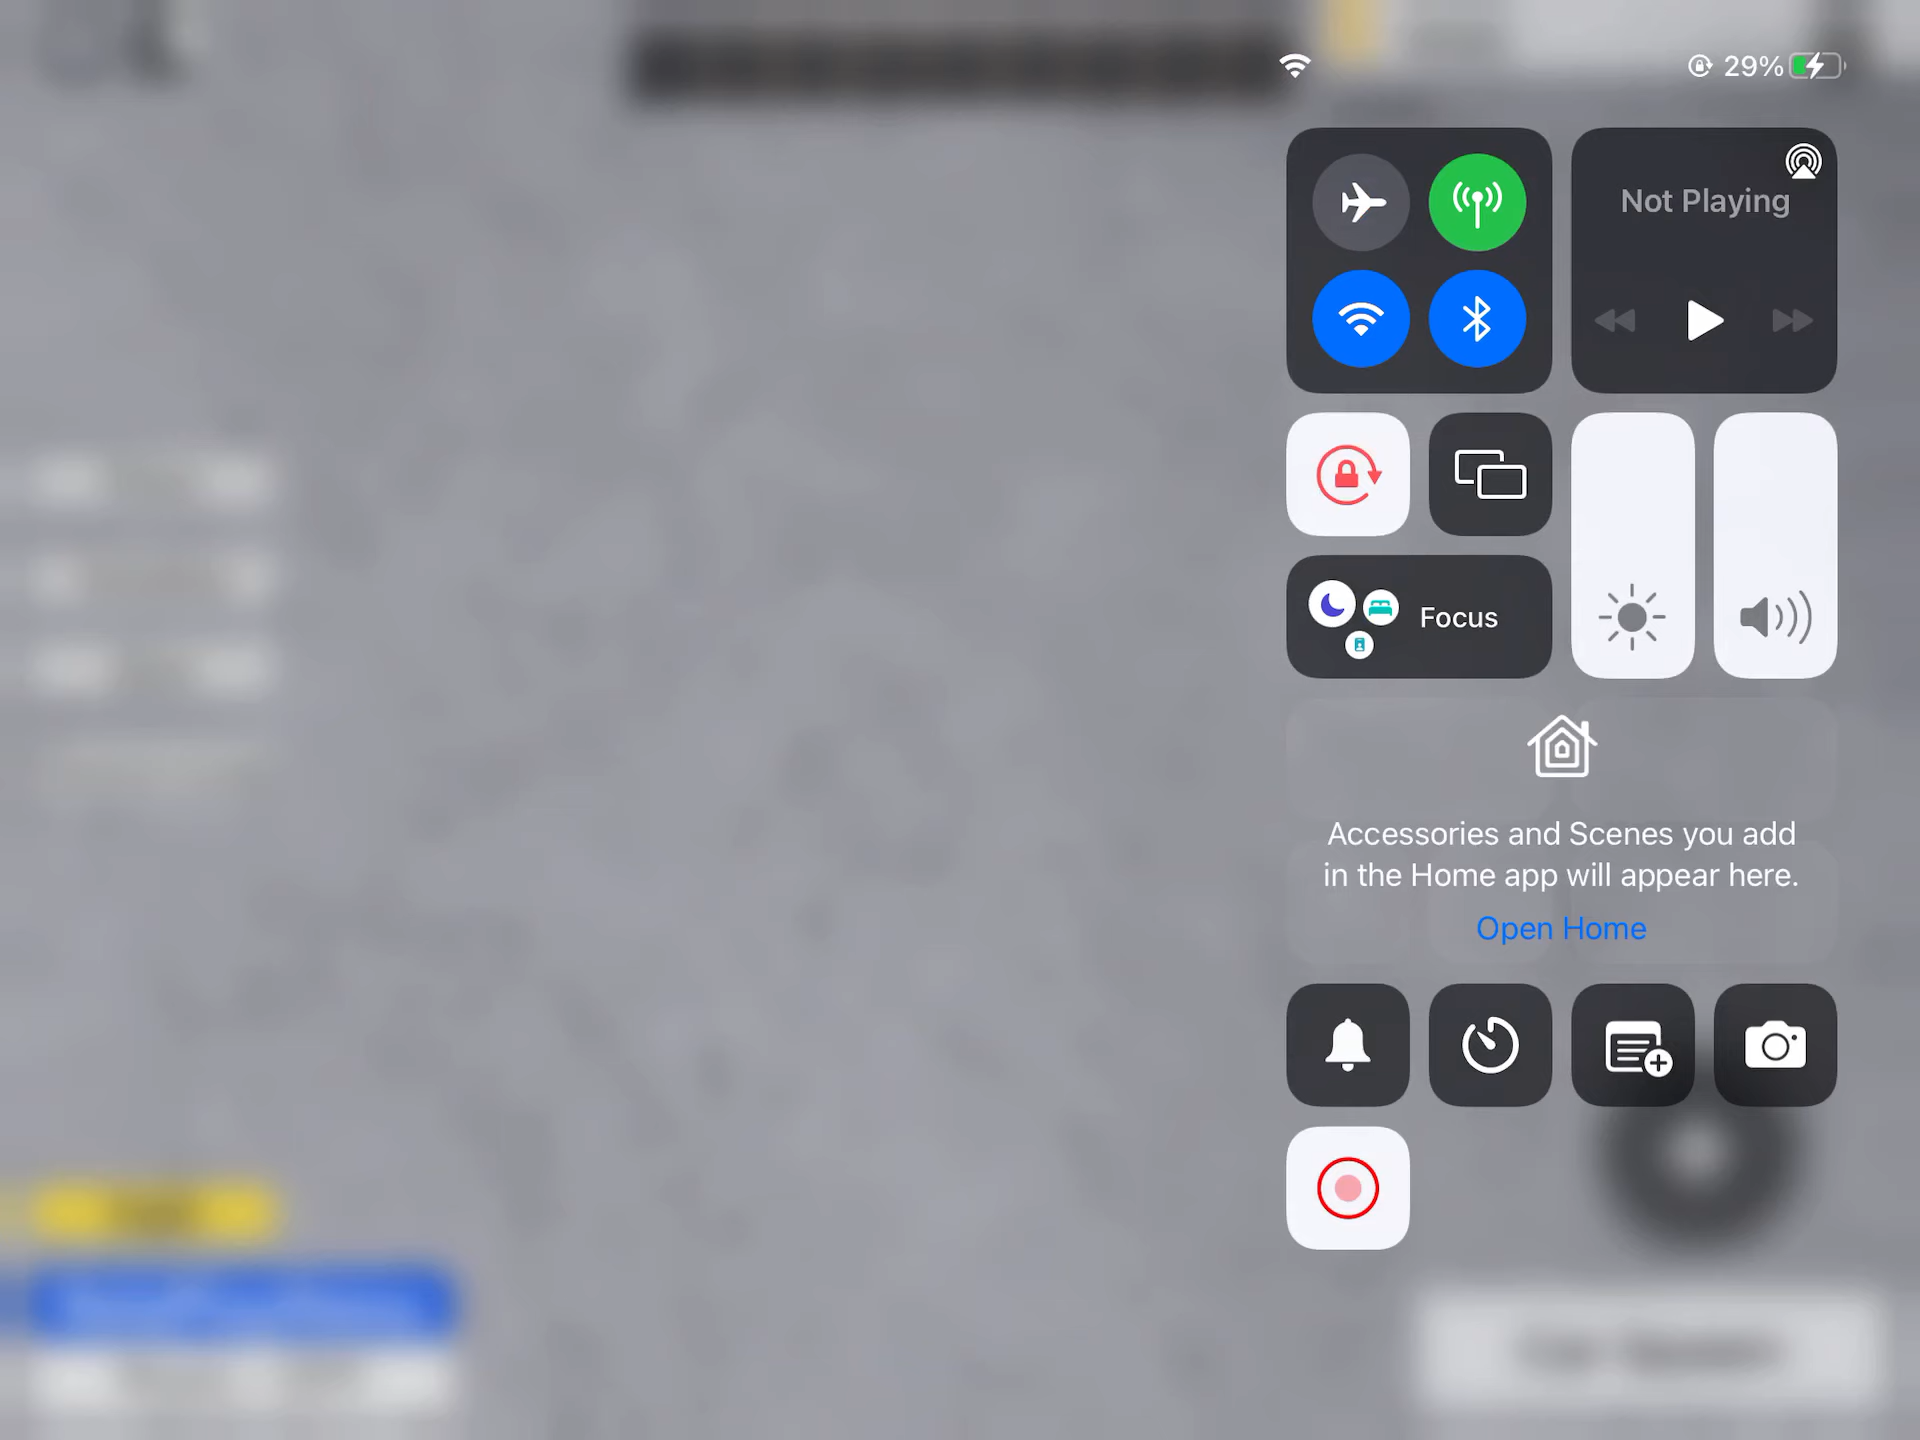 29%
Not Playing
Focus
Accessories and Scenes you add
in the Home app will appear here.
Open Home